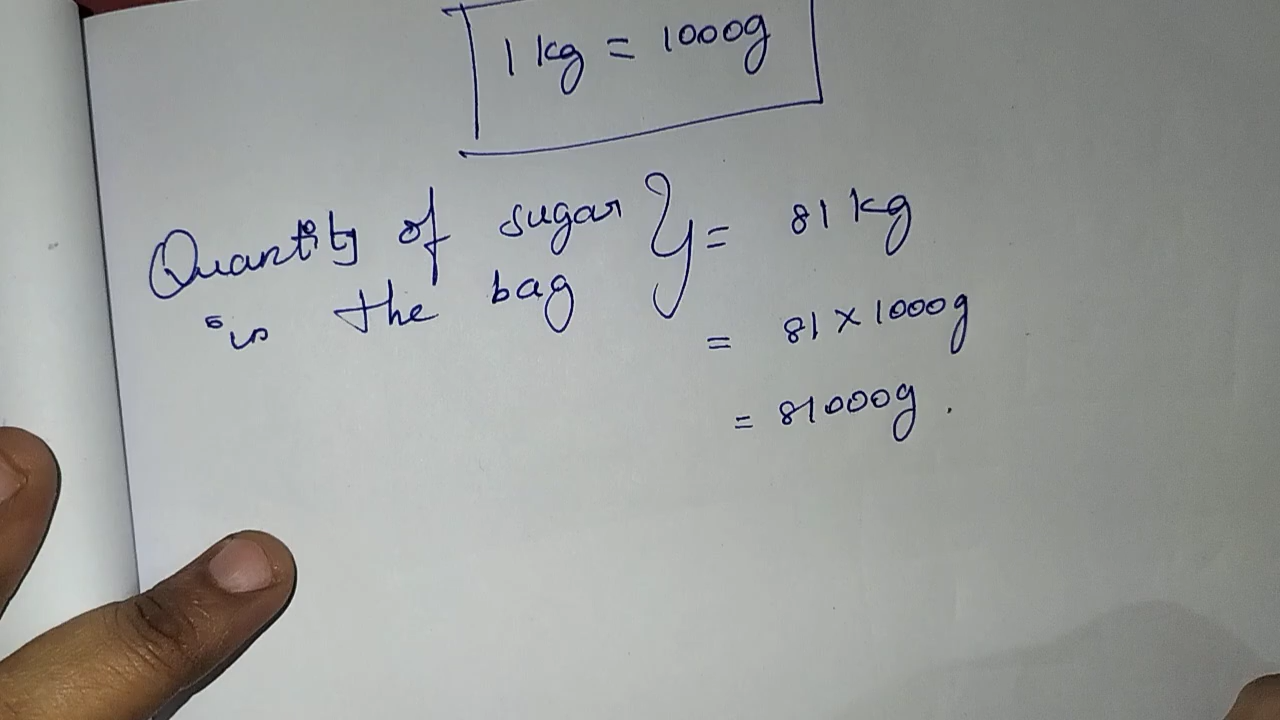 1 kg = 1000g
Quantity of sugar } = 81 kg
in the bag
= 81 × 1000g
= 81000g.